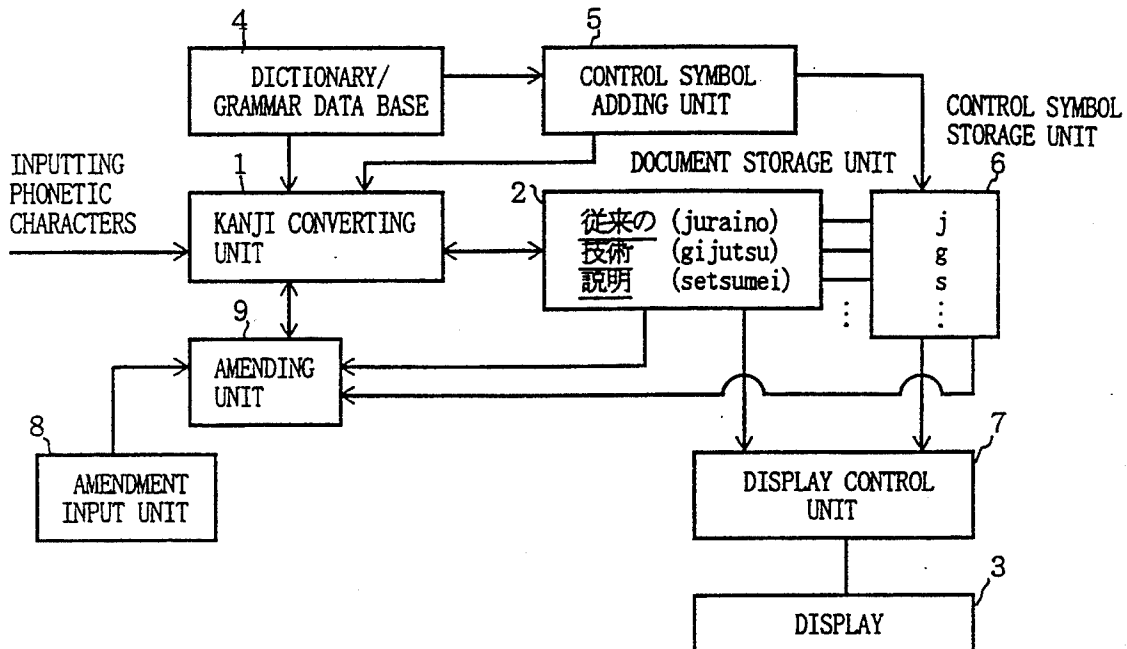 4
DICTIONARY/
GRAMMAR DATA BASE
5
CONTROL SYMBOL
ADDING UNIT
CONTROL SYMBOL
STORAGE UNIT
6
INPUTTING
PHONETIC
CHARACTERS
1
KANJI CONVERTING
UNIT
DOCUMENT STORAGE UNIT
2
従来の (juraino)
技術 (gijutsu)
説明 (setsumei)
⋮
j
g
s
⋮
9
AMENDING
UNIT
8
AMENDMENT
INPUT UNIT
7
DISPLAY CONTROL
UNIT
3
DISPLAY